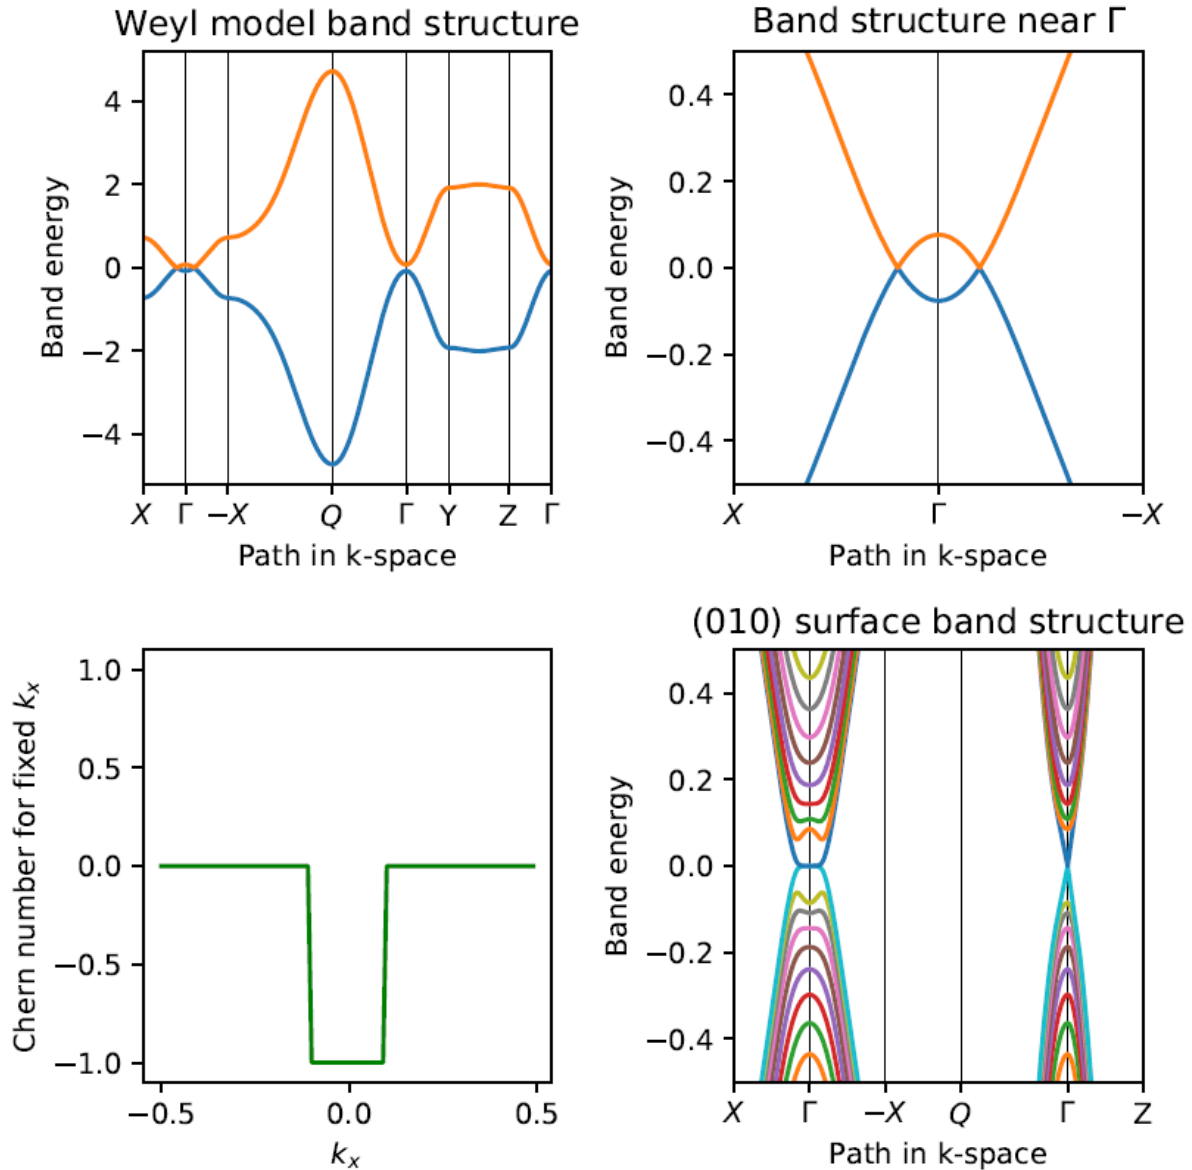 Weyl model band structure
4
2
0
−2
−4
Band energy
X Γ −X Q Γ Y Z Γ
Path in k-space
Band structure near Γ
0.4
0.2
0.0
−0.2
−0.4
Band energy
X Γ −X
Path in k-space
1.0
0.5
0.0
−0.5
−1.0
Chern number for fixed kₓ
−0.5 0.0 0.5
kₓ
(010) surface band structure
0.4
0.2
0.0
−0.2
−0.4
Band energy
X Γ −X Q Γ Z
Path in k-space